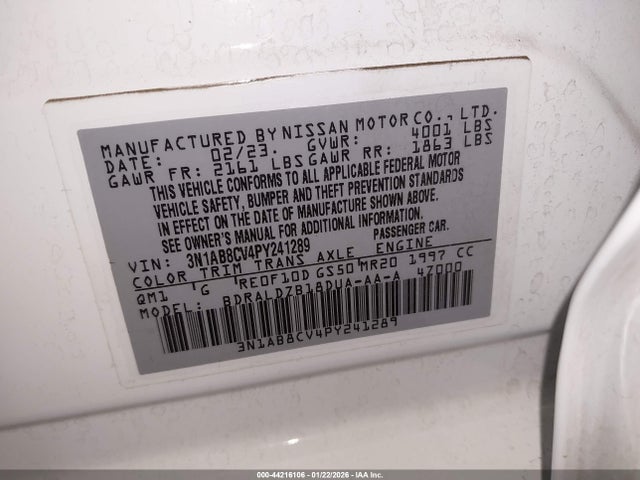 MANUFACTURED BY NISSAN MOTOR CO., LTD.
DATE: 02/23. GVWR: 4001 LBS
GAWR FR: 2161 LBS GAWR RR: 1863 LBS
THIS VEHICLE CONFORMS TO ALL APPLICABLE FEDERAL MOTOR
VEHICLE SAFETY, BUMPER AND THEFT PREVENTION STANDARDS
IN EFFECT ON THE DATE OF MANUFACTURE SHOWN ABOVE.
SEE OWNER'S MANUAL FOR ADDITIONAL INFORMATION.
VIN: 3N1AB8CV4PY241289 PASSENGER CAR.
COLOR TRIM TRANS AXLE ENGINE
QM1 G RE0F10D GS50 MR20 1997 CC
MODEL: BDRALDZB18DUA-AA-A 47000
3N1AB8CV4PY241289
000-44216106 - 01/22/2026 - IAA Inc.